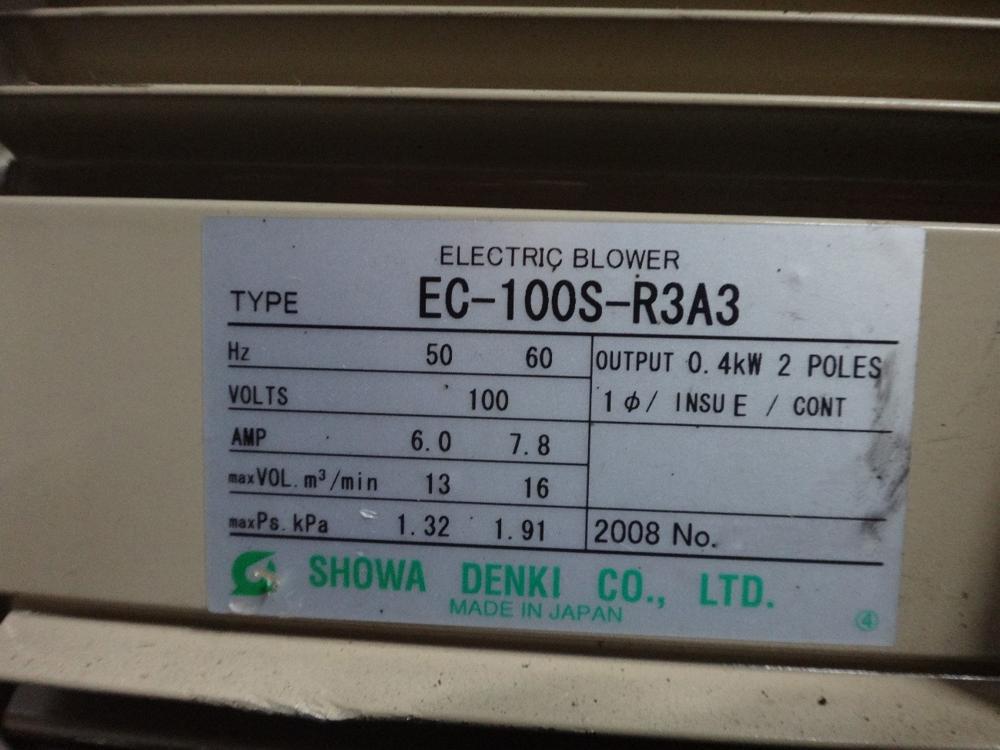 ELECTRIC BLOWER
TYPE EC-100S-R3A3
Hz 50 60
OUTPUT 0.4kW 2 POLES
VOLTS 100
1φ/ INSU E / CONT
AMP 6.0 7.8
maxVOL. m³/min 13 16
maxPs. kPa 1.32 1.91
2008 No.
SHOWA DENKI CO., LTD.
MADE IN JAPAN
④